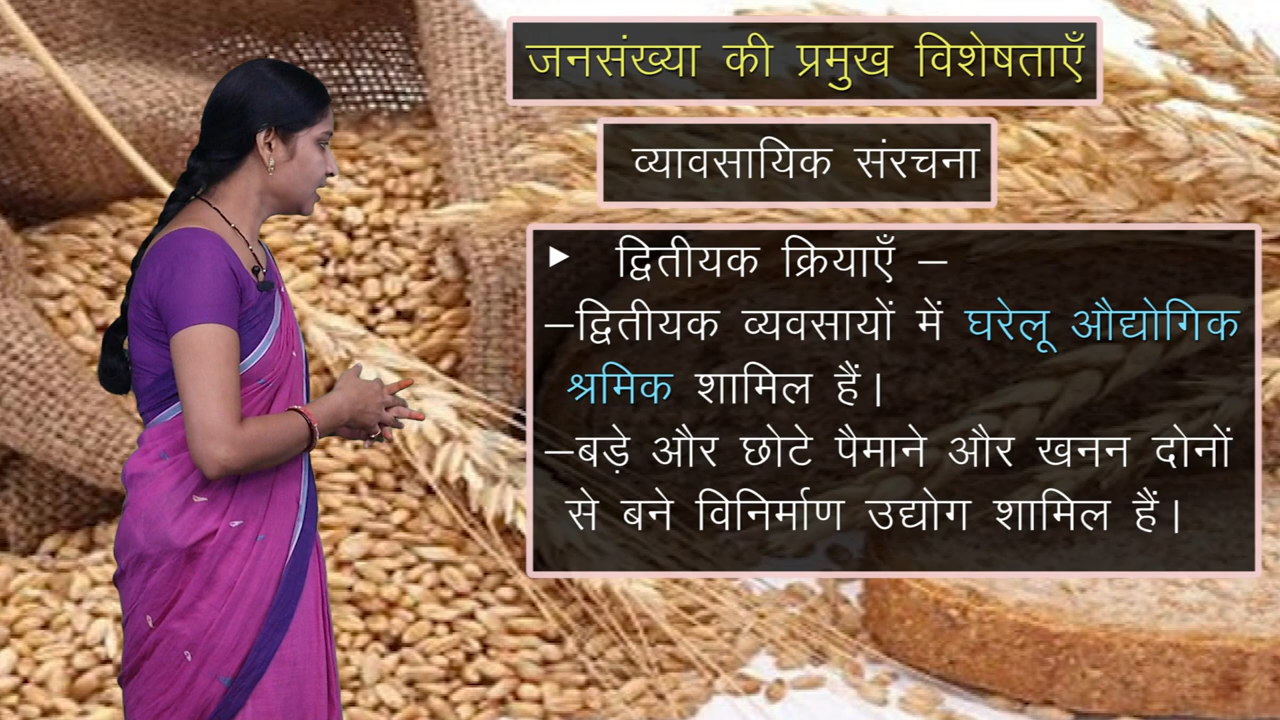 जनसंख्या की प्रमुख विशेषताएँ
व्यावसायिक संरचना
► द्वितीयक क्रियाएँ –
–द्वितीयक व्यवसायों में घरेलू औद्योगिक
श्रमिक शामिल हैं।
–बड़े और छोटे पैमाने और खनन दोनों
से बने विनिर्माण उद्योग शामिल हैं।